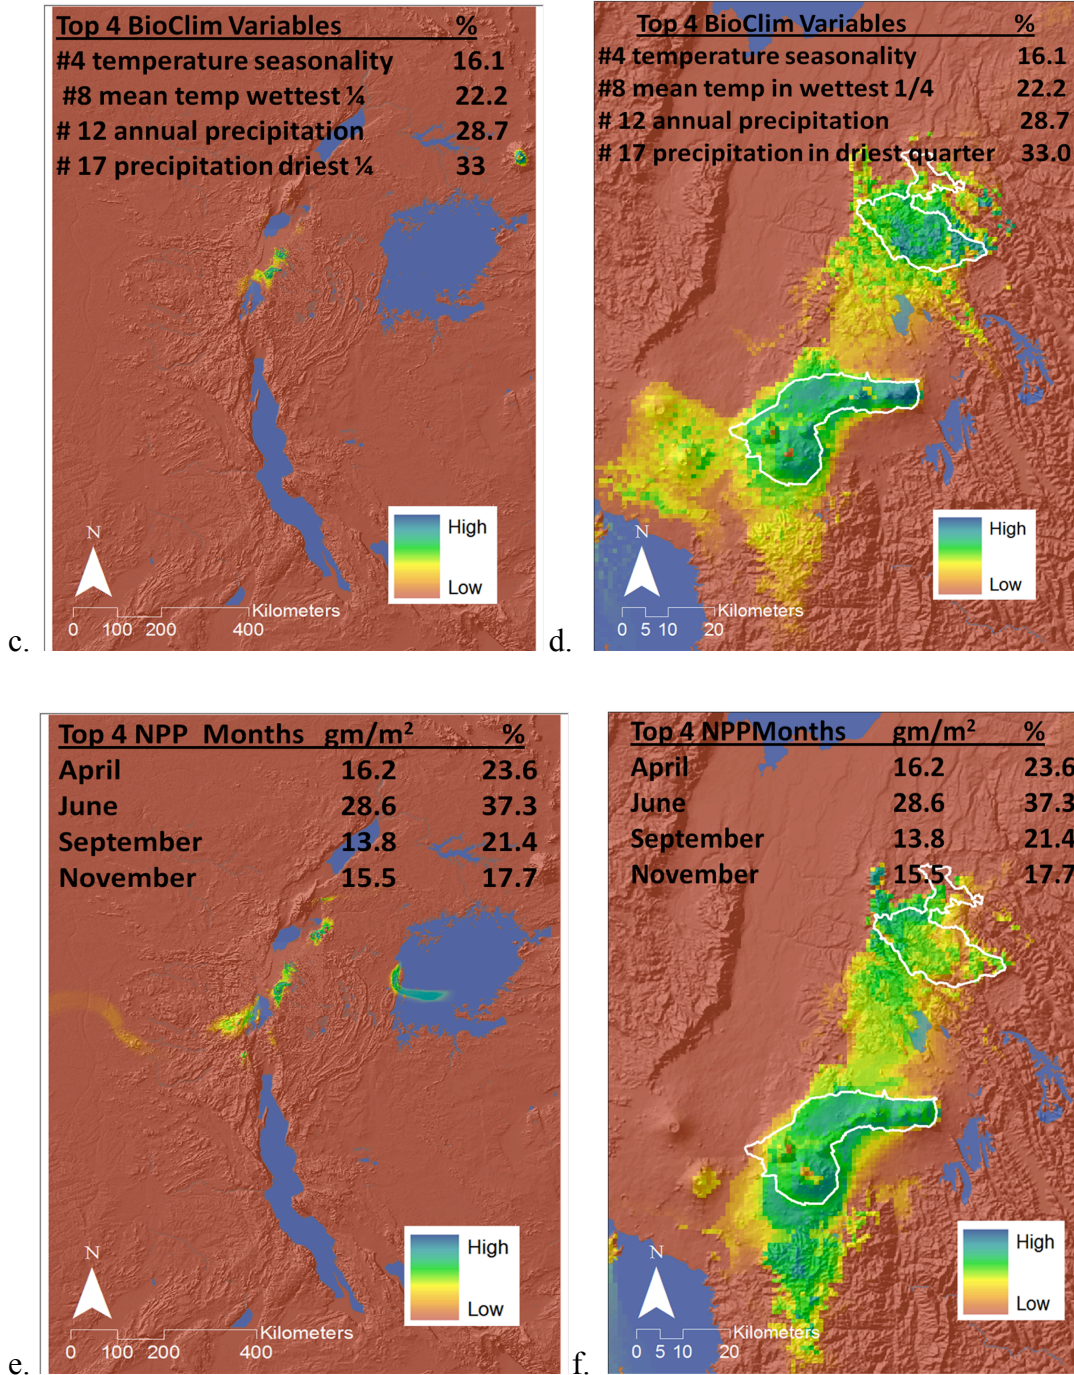 Top 4 BioClim Variables %
#4 temperature seasonality 16.1
#8 mean temp wettest ¼ 22.2
# 12 annual precipitation 28.7
# 17 precipitation driest ¼ 33
High
Low
N
Kilometers
0 100 200 400
c.
Top 4 BioClim Variables %
#4 temperature seasonality 16.1
#8 mean temp in wettest 1/4 22.2
# 12 annual precipitation 28.7
# 17 precipitation in driest quarter 33.0
High
Low
N
Kilometers
0 5 10 20
d.
Top 4 NPP Months gm/m² %
April 16.2 23.6
June 28.6 37.3
September 13.8 21.4
November 15.5 17.7
High
Low
N
Kilometers
0 100 200 400
e.
Top 4 NPPMonths gm/m² %
April 16.2 23.6
June 28.6 37.3
September 13.8 21.4
November 15.5 17.7
High
Low
N
Kilometers
0 5 10 20
f.